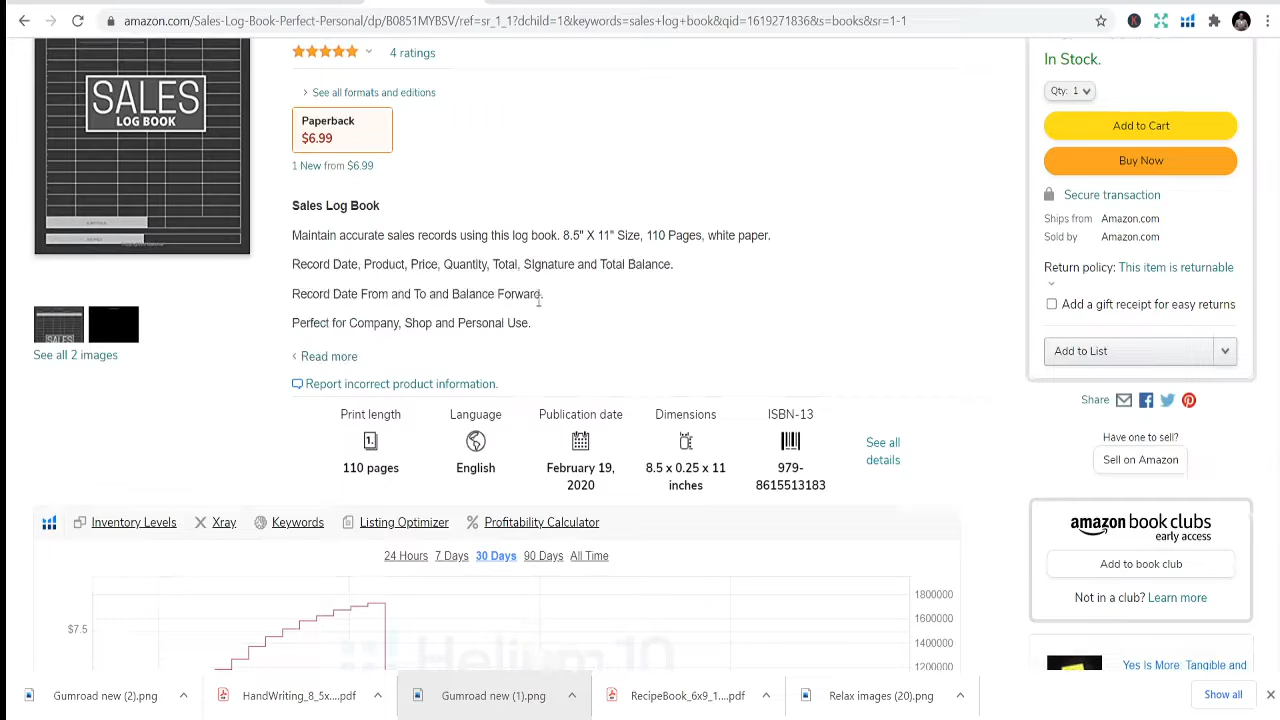 amazon.com/Sales-Log-Book-Perfect-Personal/dp/B0851MYBSV/ref=sr_1_1?dchild=1&keywords=sales+log+book&qid=1619271836&s=books&sr=1-1
SALES
LOG BOOK
4 ratings
See all formats and editions
Paperback
$6.99
1 New from $6.99
Sales Log Book
Maintain accurate sales records using this log book. 8.5" X 11" Size, 110 Pages, white paper.
Record Date, Product, Price, Quantity, Total, SIgnature and Total Balance.
Record Date From and To and Balance Forward.
Perfect for Company, Shop and Personal Use.
Read more
Report incorrect product information.
SALES
See all 2 images
Print length
110 pages
Language
English
Publication date
February 19,
2020
Dimensions
8.5 x 0.25 x 11
inches
ISBN-13
979-
8615513183
See all
details
Inventory Levels
Xray
Keywords
Listing Optimizer
Profitability Calculator
24 Hours 7 Days 30 Days 90 Days All Time
$7.5
1800000
1600000
1400000
1200000
Helium 10
In Stock.
Qty: 1
Add to Cart
Buy Now
Secure transaction
Ships from Amazon.com
Sold by Amazon.com
Return policy: This item is returnable
Add a gift receipt for easy returns
Add to List
Share
Have one to sell?
Sell on Amazon
amazon book clubs
early access
Add to book club
Not in a club? Learn more
Yes Is More: Tangible and
Gumroad new (2).png
HandWriting_8_5x....pdf
Gumroad new (1).png
RecipeBook_6x9_1....pdf
Relax images (20).png
Show all